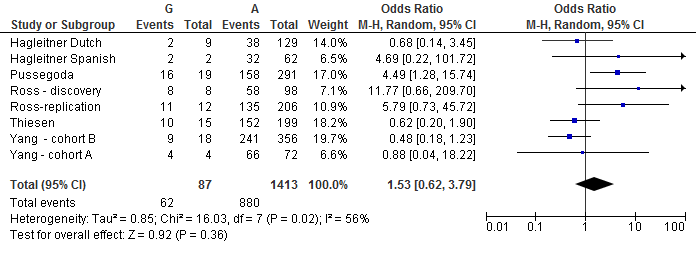 G A Odds Ratio Odds Ratio
Study or Subgroup Events Total Events Total Weight M-H, Random, 95% CI M-H, Random, 95% CI
Hagleitner Dutch 2 9 38 129 14.0% 0.68 [0.14, 3.45]
Hagleitner Spanish 2 2 32 62 6.5% 4.69 [0.22, 101.72]
Pussegoda 16 19 158 291 17.0% 4.49 [1.28, 15.74]
Ross - discovery 8 8 58 98 7.2% 11.77 [0.66, 209.70]
Ross-replication 11 12 135 206 10.9% 5.79 [0.73, 45.72]
Thiesen 10 15 152 199 18.0% 0.62 [0.20, 1.90]
Yang - cohort B 9 18 241 356 19.7% 0.48 [0.18, 1.23]
Yang - cohort A 4 4 66 72 6.6% 0.88 [0.04, 18.22]
Total (95% CI) 87 1413 100.0% 1.53 [0.62, 3.79]
Total events 62 880
Heterogeneity: Tau² = 0.85; Chi² = 16.03, df = 7 (P = 0.02); I² = 56%
Test for overall effect: Z = 0.92 (P = 0.36)
0.01 0.1 1 10 100